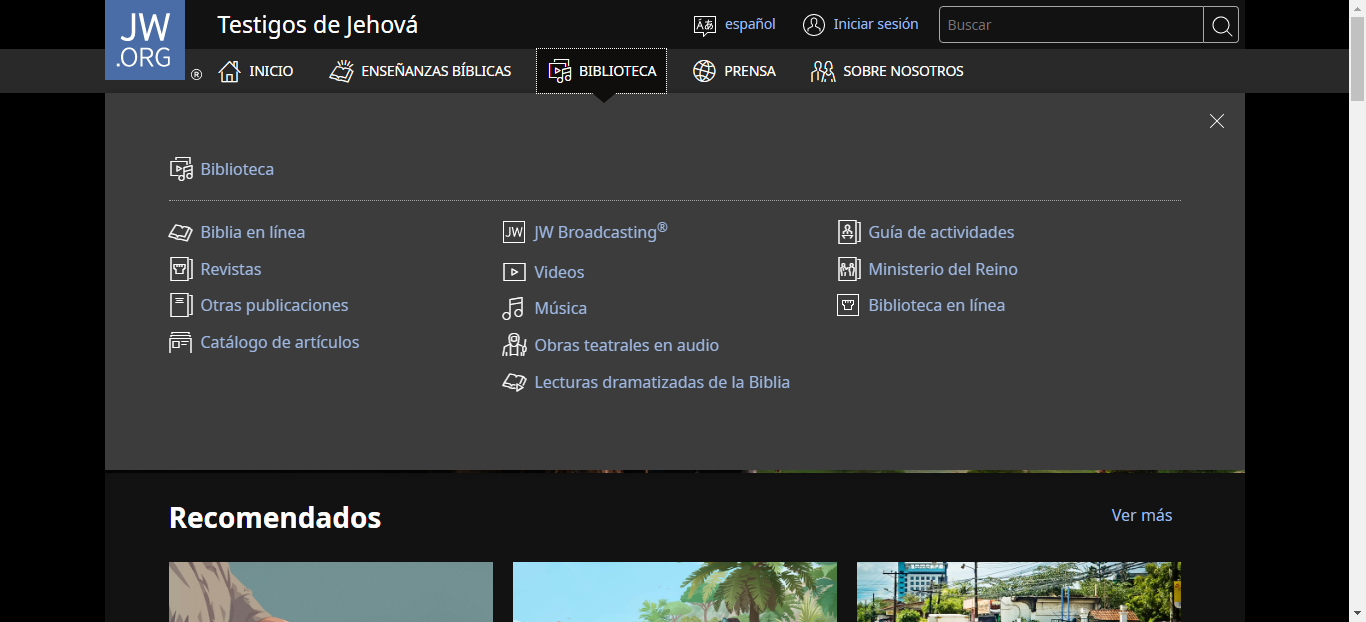 JW
.ORG
®
Testigos de Jehová
español
Iniciar sesión
Buscar
INICIO
ENSEÑANZAS BÍBLICAS
BIBLIOTECA
PRENSA
SOBRE NOSOTROS
Biblioteca
Biblia en línea
Revistas
Otras publicaciones
Catálogo de artículos
JW
JW Broadcasting®
Videos
Música
Obras teatrales en audio
Lecturas dramatizadas de la Biblia
Guía de actividades
Ministerio del Reino
Biblioteca en línea
Recomendados
Ver más